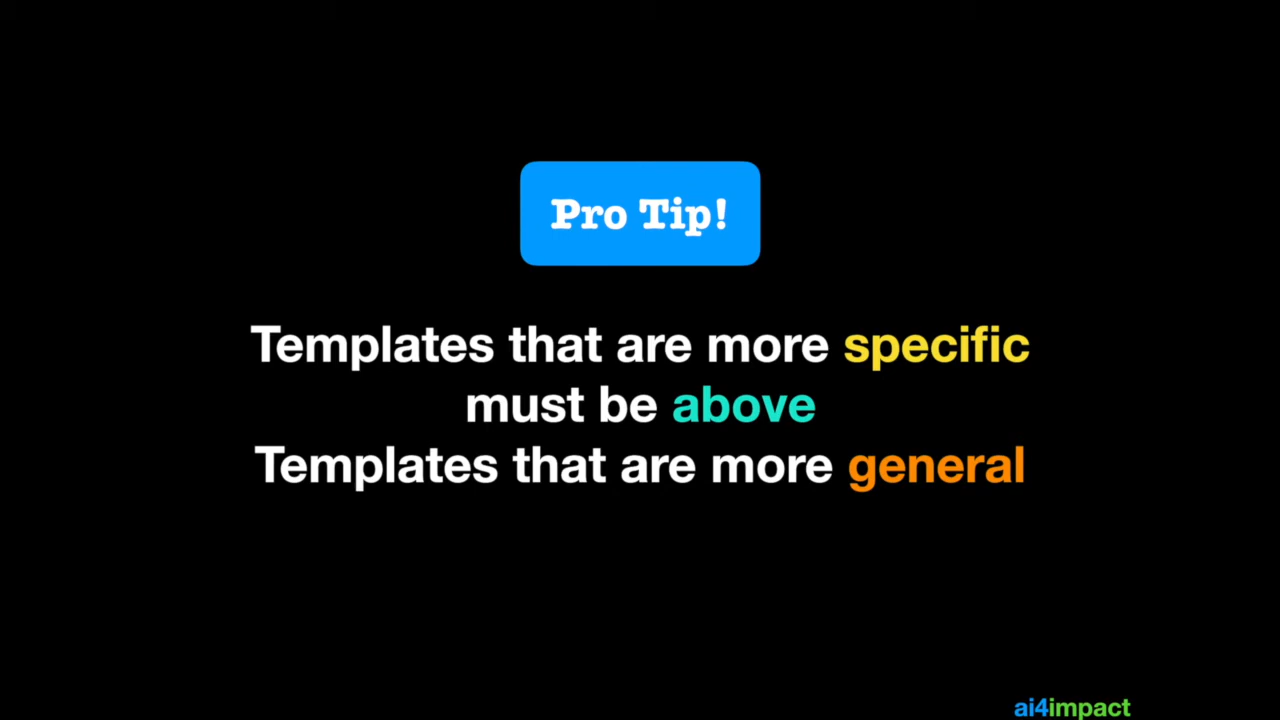 Pro Tip!
Templates that are more specific
must be above
Templates that are more general
ai4impact